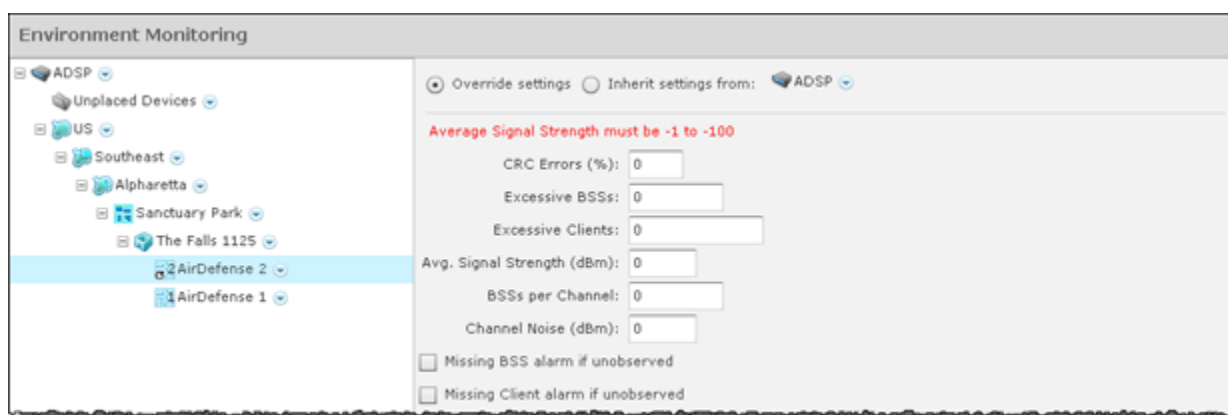 Environment Monitoring
ADSP
Unplaced Devices
US
Southeast
Alpharetta
Sanctuary Park
The Falls 1125
2 AirDefense 2
1 AirDefense 1
Override settings Inherit settings from: ADSP
Average Signal Strength must be -1 to -100
CRC Errors (%): 0
Excessive BSSs: 0
Excessive Clients: 0
Avg. Signal Strength (dBm): 0
BSSs per Channel: 0
Channel Noise (dBm): 0
Missing BSS alarm if unobserved
Missing Client alarm if unobserved